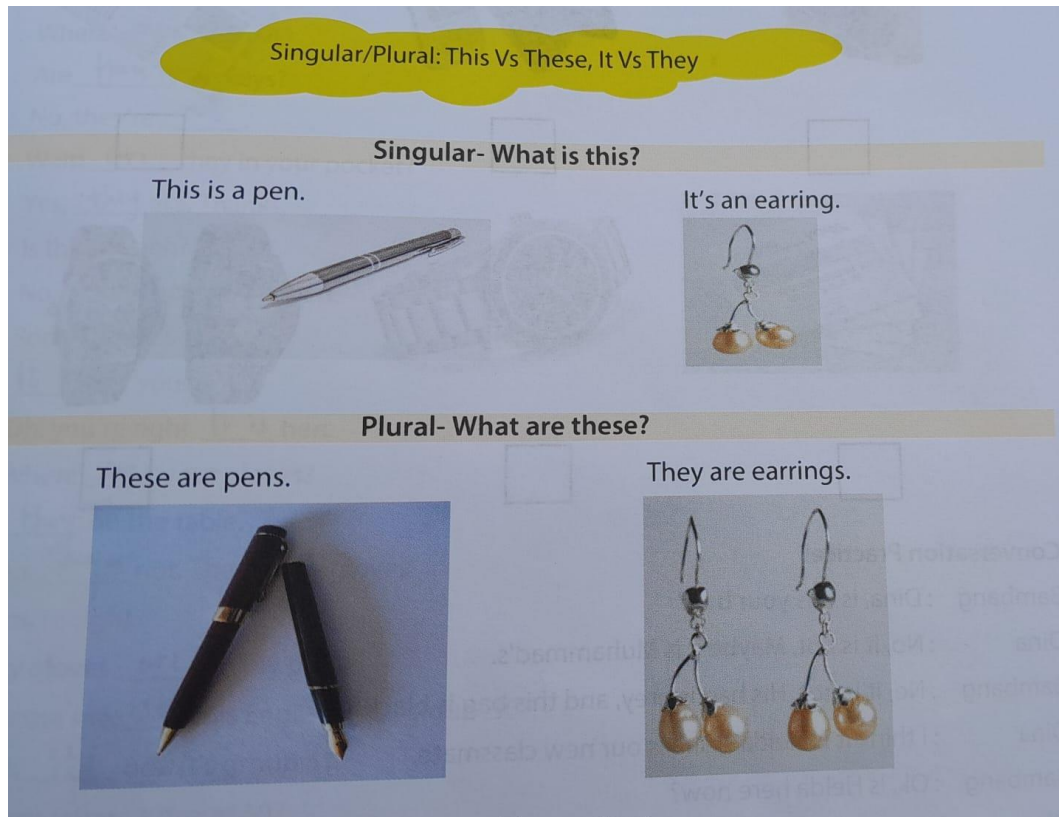 Singular/Plural: This Vs These, It Vs They
Singular- What is this?
This is a pen.
It's an earring.
Plural- What are these?
These are pens.
They are earrings.